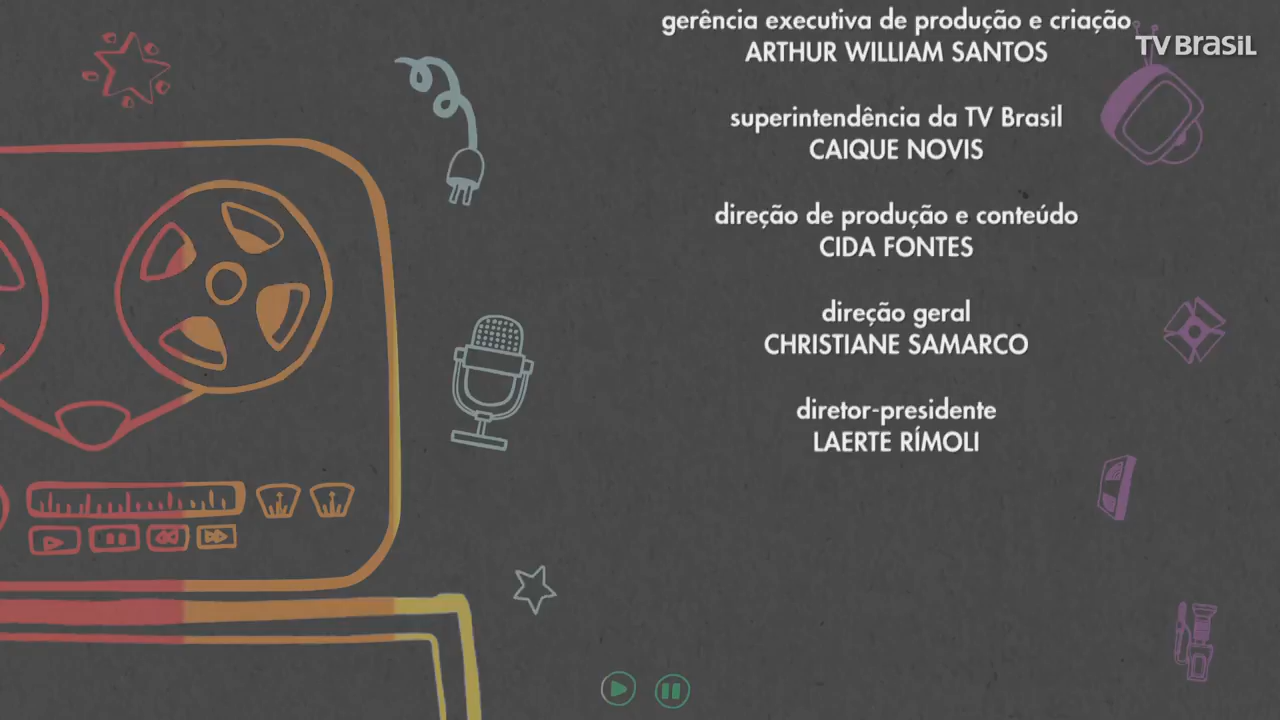 gerência executiva de produção e criação
ARTHUR WILLIAM SANTOS
TV BRASIL
superintendência da TV Brasil
CAIQUE NOVIS
direção de produção e conteúdo
CIDA FONTES
direção geral
CHRISTIANE SAMARCO
diretor-presidente
LAERTE RÍMOLI